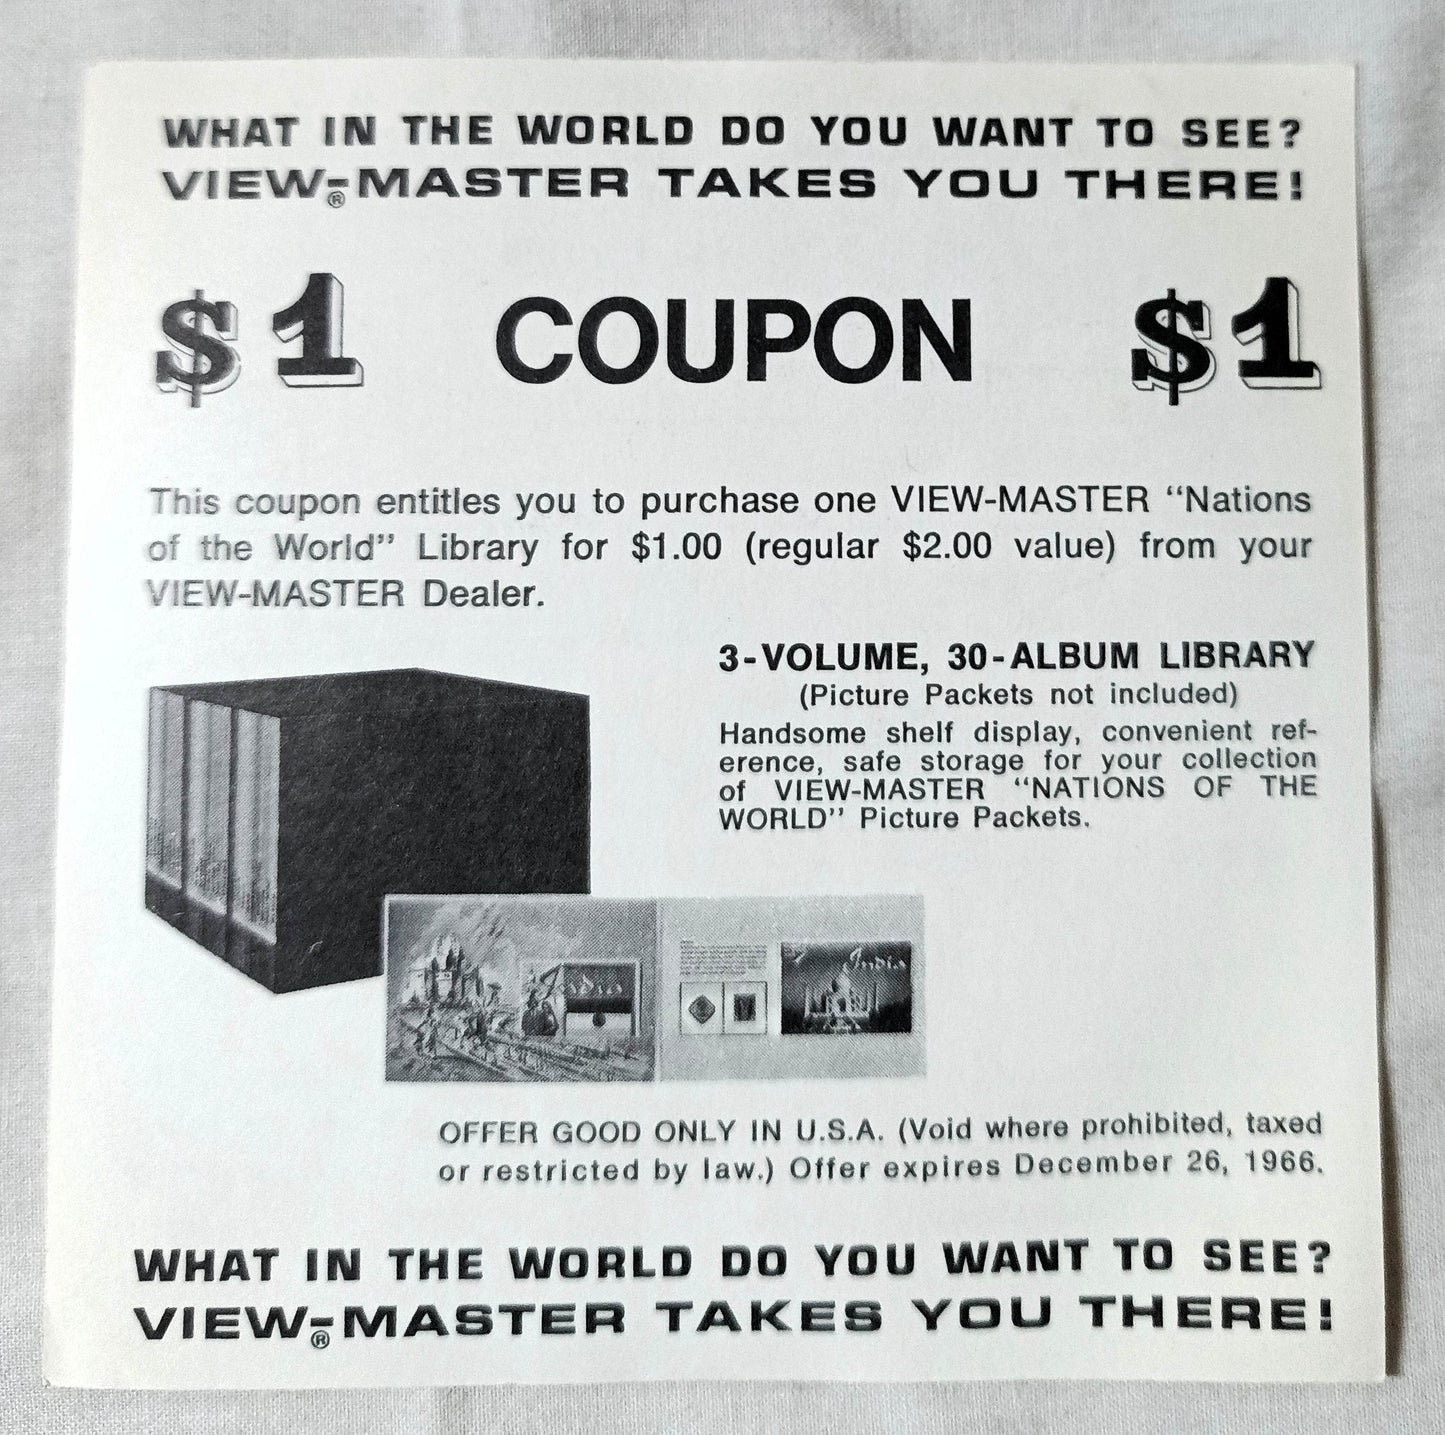 WHAT IN THE WORLD DO YOU WANT TO SEE?
VIEW-MASTER TAKES YOU THERE!
®
$1 COUPON $1
This coupon entitles you to purchase one VIEW-MASTER “Nations
of the World” Library for $1.00 (regular $2.00 value) from your
VIEW-MASTER Dealer.
3-VOLUME, 30-ALBUM LIBRARY
(Picture Packets not included)
Handsome shelf display, convenient ref-
erence, safe storage for your collection
of VIEW-MASTER “NATIONS OF THE
WORLD” Picture Packets.
India
India
OFFER GOOD ONLY IN U.S.A. (Void where prohibited, taxed
or restricted by law.) Offer expires December 26, 1966.
WHAT IN THE WORLD DO YOU WANT TO SEE?
VIEW-MASTER TAKES YOU THERE!
®